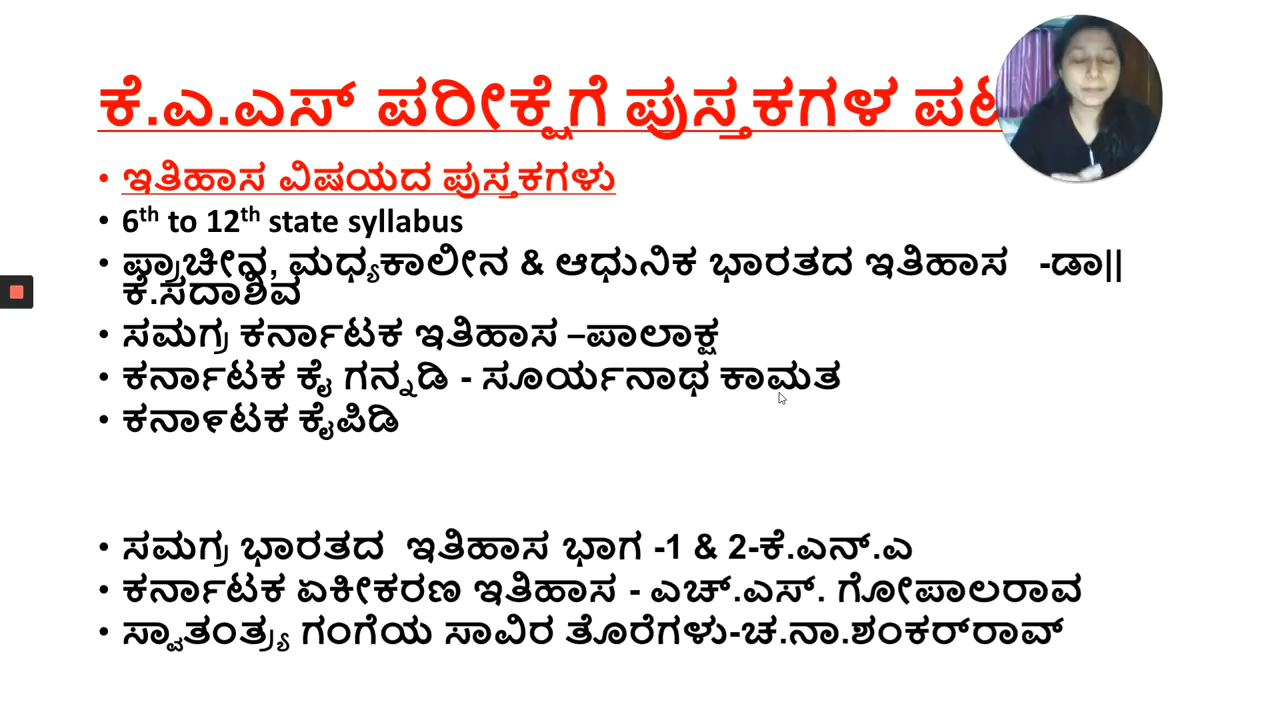 ಕೆ.ಎ.ಎಸ್ ಪರೀಕ್ಷೆಗೆ ಪುಸ್ತಕಗಳ
• ಇತಿಹಾಸ ವಿಷಯದ ಪುಸ್ತಕಗಳು
• 6th to 12th state syllabus
• ಪ್ರಾಚೀನ, ಮಧ್ಯಕಾಲೀನ & ಆಧುನಿಕ ಭಾರತದ ಇತಿಹಾಸ -ಡಾ||
ಕೆ.ಸದಾಶಿವ
• ಸಮಗ್ರ ಕರ್ನಾಟಕ ಇತಿಹಾಸ –ಪಾಲಾಕ್ಷ
• ಕರ್ನಾಟಕ ಕೈ ಗನ್ನಡಿ - ಸೂರ್ಯನಾಥ ಕಾಮತ
• ಕನಾ೯ಟಕ ಕೈಪಿಡಿ
• ಸಮಗ್ರ ಭಾರತದ ಇತಿಹಾಸ ಭಾಗ -1 & 2-ಕೆ.ಎನ್.ಎ
• ಕರ್ನಾಟಕ ಏಕೀಕರಣ ಇತಿಹಾಸ - ಎಚ್.ಎಸ್. ಗೋಪಾಲರಾವ
• ಸ್ವಾತಂತ್ರ್ಯ ಗಂಗೆಯ ಸಾವಿರ ತೊರೆಗಳು-ಚ.ನಾ.ಶಂಕರ್‌ರಾವ್